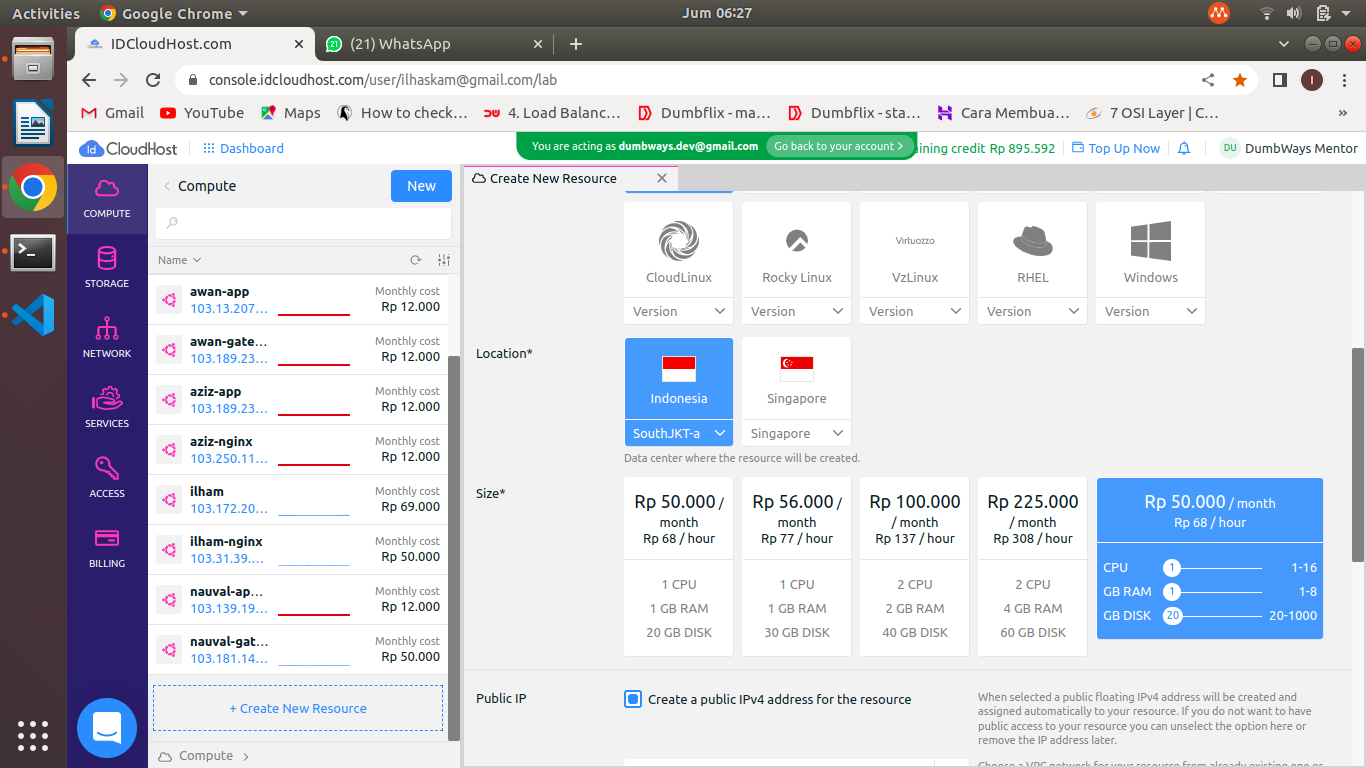 Activities
Google Chrome
Jum 06:27
IDCloudHost.com
(21) WhatsApp
console.idcloudhost.com/user/ilhaskam@gmail.com/lab
I
Gmail
YouTube
Maps
How to check…
4. Load Balanc…
Dumbflix - ma…
Dumbflix - sta…
Cara Membua…
7 OSI Layer | C…
»
Id CloudHost
Dashboard
You are acting as dumbways.dev@gmail.com
Go back to your account >
ining credit Rp 895.592
Top Up Now
DU
DumbWays Mentor
COMPUTE
STORAGE
NETWORK
SERVICES
ACCESS
BILLING
Compute
New
Name
awan-app
103.13.207...
Monthly cost
Rp 12.000
awan-gate...
103.189.23...
Monthly cost
Rp 12.000
aziz-app
103.189.23...
Monthly cost
Rp 12.000
aziz-nginx
103.250.11...
Monthly cost
Rp 12.000
ilham
103.172.20...
Monthly cost
Rp 69.000
ilham-nginx
103.31.39....
Monthly cost
Rp 50.000
nauval-ap...
103.139.19...
Monthly cost
Rp 12.000
nauval-gat...
103.181.14...
Monthly cost
Rp 50.000
+ Create New Resource
Compute
Create New Resource
CloudLinux
Version
Rocky Linux
Version
Virtuozzo
VzLinux
Version
RHEL
Version
Windows
Version
Location*
Indonesia
SouthJKT-a
Singapore
Singapore
Data center where the resource will be created.
Size*
Rp 50.000 /
month
Rp 68 / hour
1 CPU
1 GB RAM
20 GB DISK
Rp 56.000 /
month
Rp 77 / hour
1 CPU
1 GB RAM
30 GB DISK
Rp 100.000
/ month
Rp 137 / hour
2 CPU
2 GB RAM
40 GB DISK
Rp 225.000
/ month
Rp 308 / hour
2 CPU
4 GB RAM
60 GB DISK
Rp 50.000 / month
Rp 68 / hour
CPU 1 1-16
GB RAM 1 1-8
GB DISK 20 20-1000
Public IP
Create a public IPv4 address for the resource
When selected a public floating IPv4 address will be created and
assigned automatically to your resource. If you do not want to have
public access to your resource you can unselect the option here or
remove the IP address later.
Choose a VPC network for your resource from already existing one or